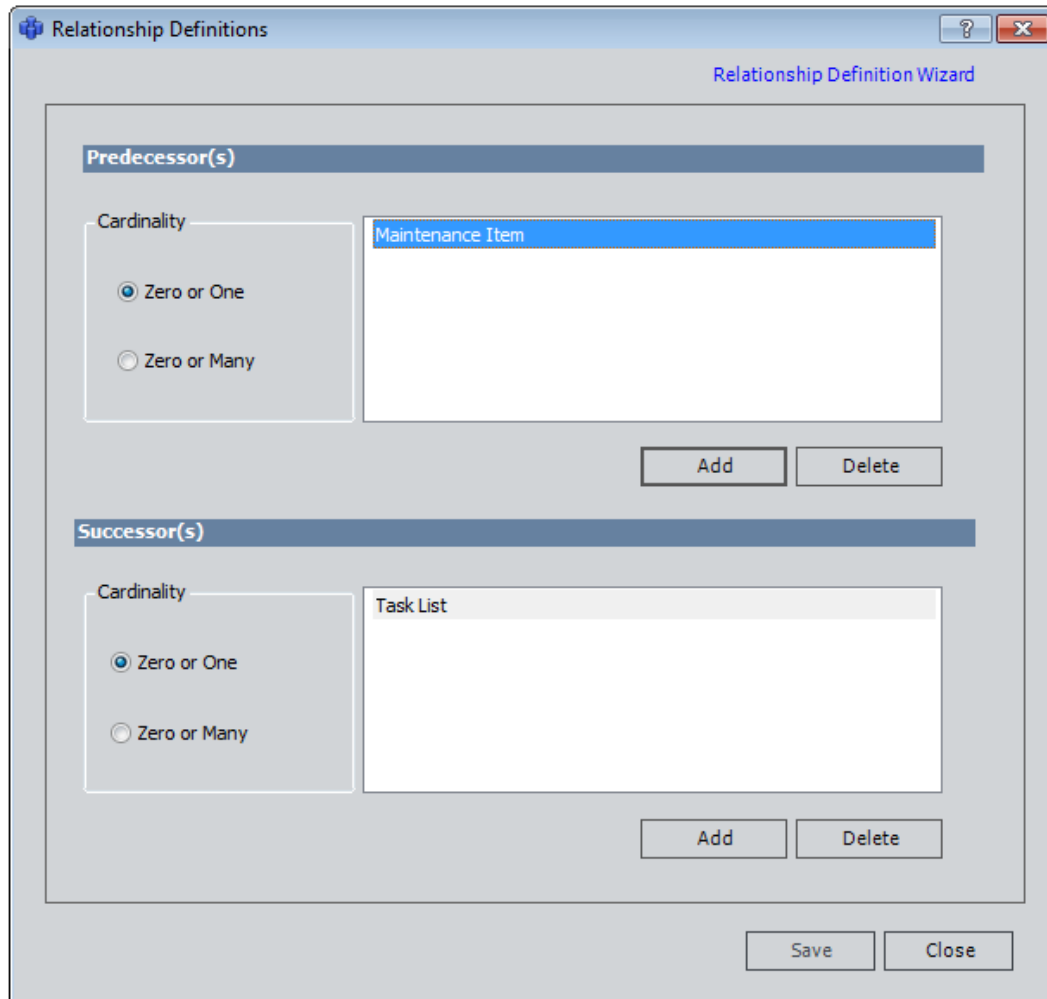 Relationship Definitions
?
Relationship Definition Wizard
Predecessor(s)
Cardinality
Maintenance Item
Zero or One
Zero or Many
Add Delete
Successor(s)
Cardinality
Task List
Zero or One
Zero or Many
Add Delete
Save Close